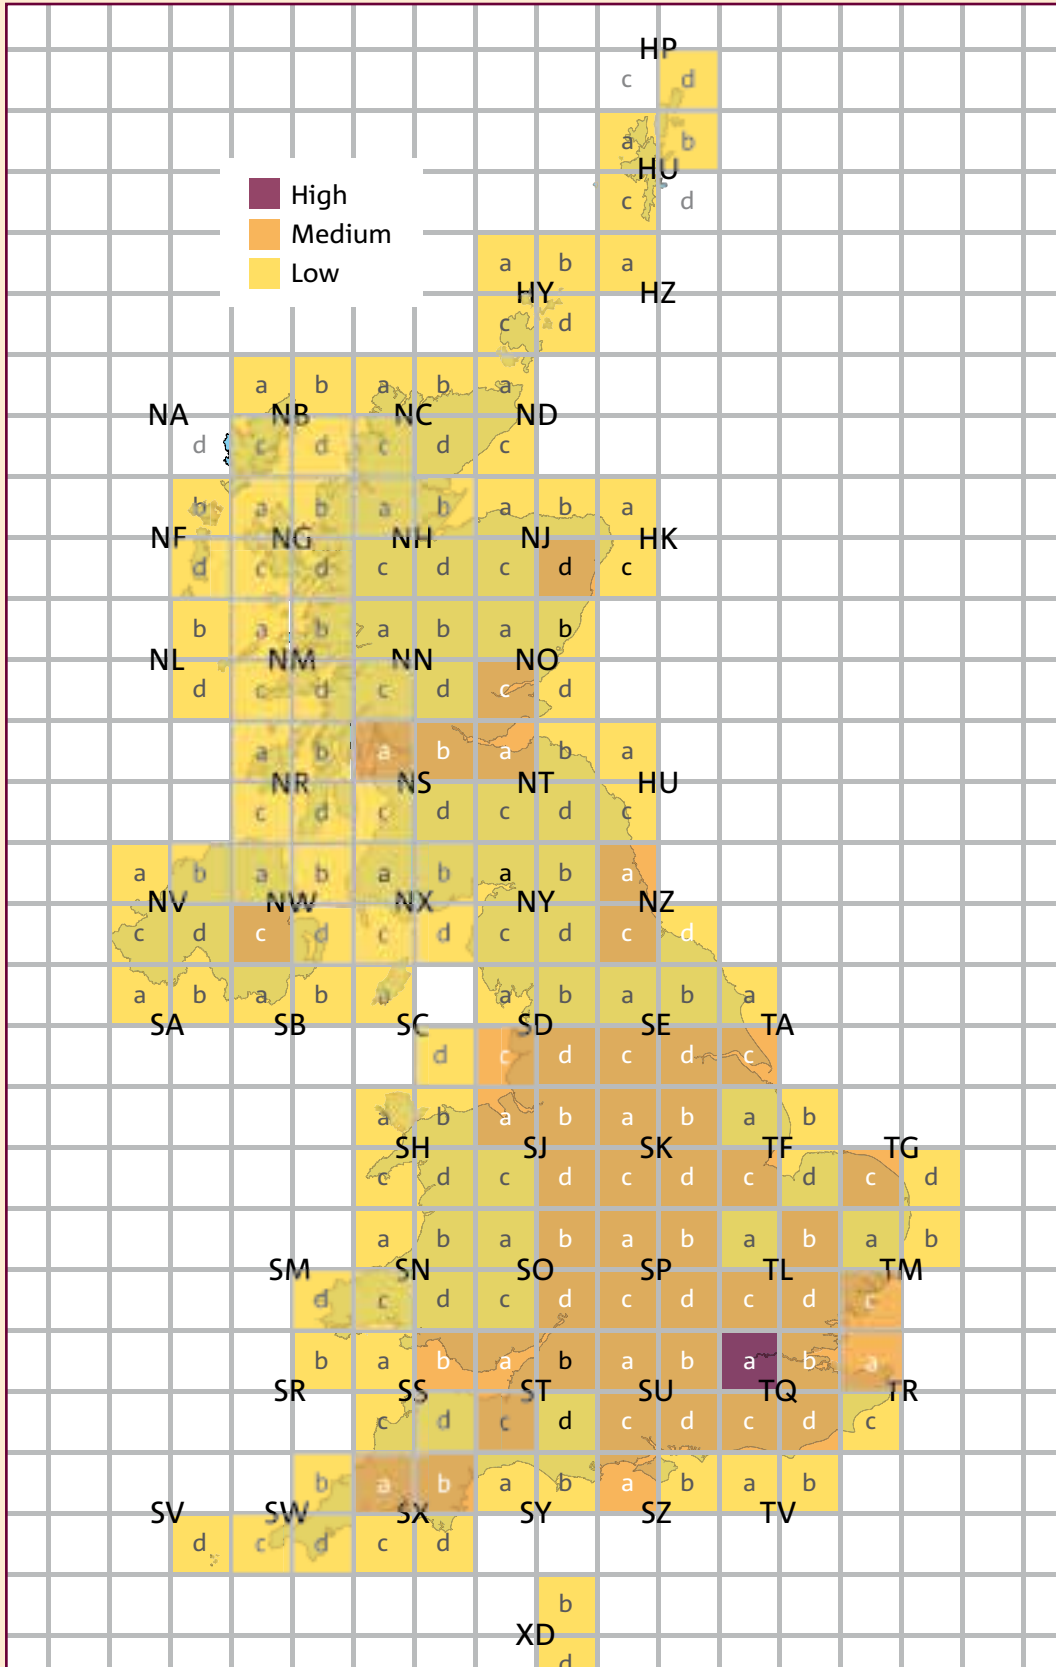 HP
c d
a b
HU
High
c d
Medium
a b a
Low
HY HZ
c d
a b a b a
NA NB NC ND
d c d c d c
b a b a b a b a
NF NG NH NJ HK
d c d c d c d c
b a b a b a b
NL NM NN NO
d c d c d c d
a b a b a b a
NR NS NT HU
c d c d c d c
a b a b a b a b a
NV NW NX NY NZ
c d c d c d c d c d
a b a b a b a b a
SA SB SC SD SE TA
d c d c d c
a b a b a b a b
SH SJ SK TF TG
c d c d c d c d c d
a b a b a b a b a b
SM SN SO SP TL TM
d c d c d c d c d c
b a b a b a b a b a
SR SS ST SU TQ TR
c d c d c d c d c
b a b a b a b a b
SV SW SX SY SZ TV
d c d c d
b
XD
d